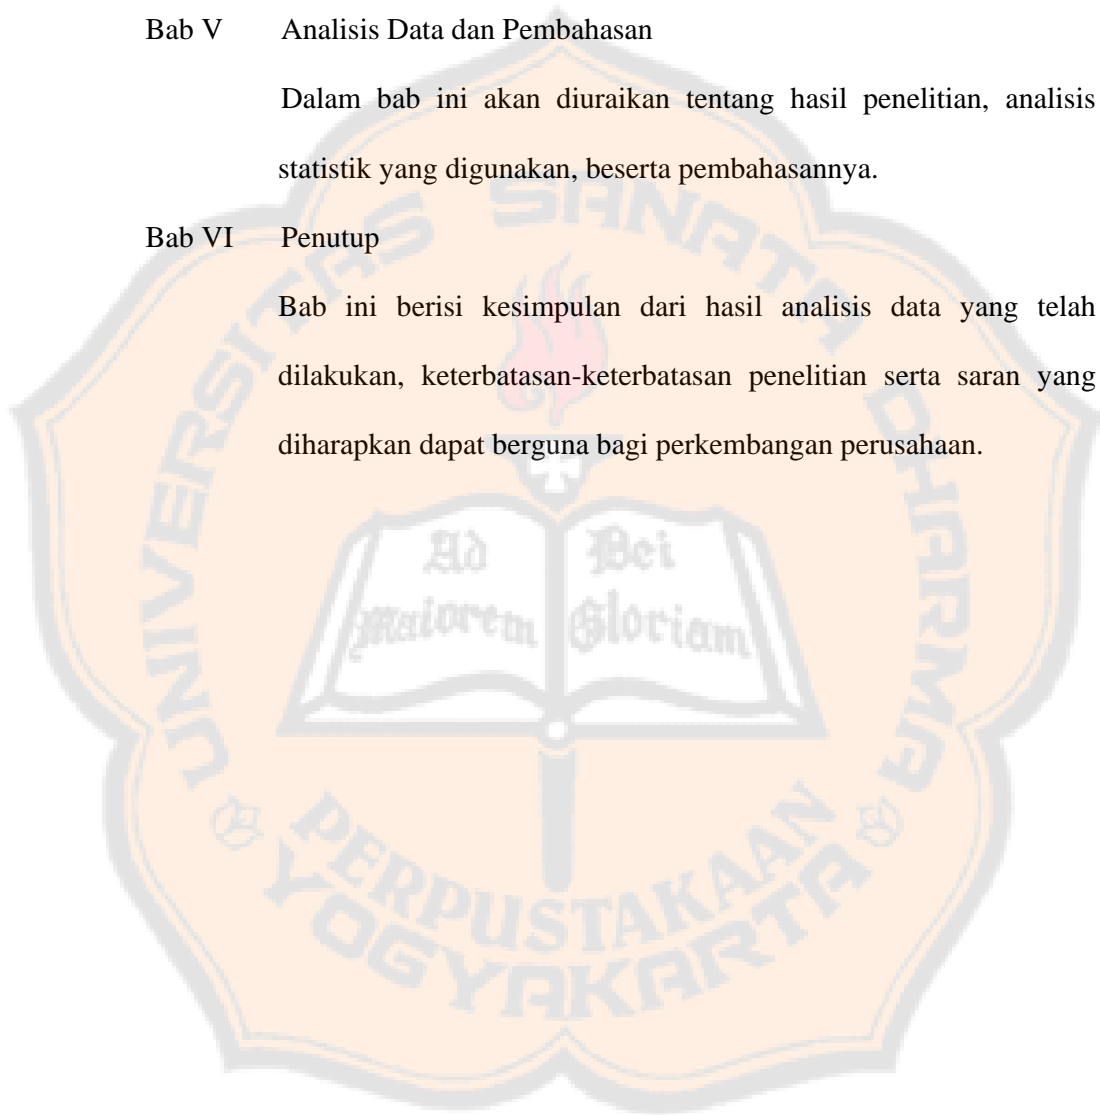 Bab V Analisis Data dan Pembahasan
Dalam bab ini akan diuraikan tentang hasil penelitian, analisis
statistik yang digunakan, beserta pembahasannya.
Bab VI Penutup
Bab ini berisi kesimpulan dari hasil analisis data yang telah
dilakukan, keterbatasan-keterbatasan penelitian serta saran yang
diharapkan dapat berguna bagi perkembangan perusahaan.
UNIVERSITAS SANATA DHARMA
Ad Dei
Maiorem Gloriam
PERPUSTAKAAN
YOGYAKARTA